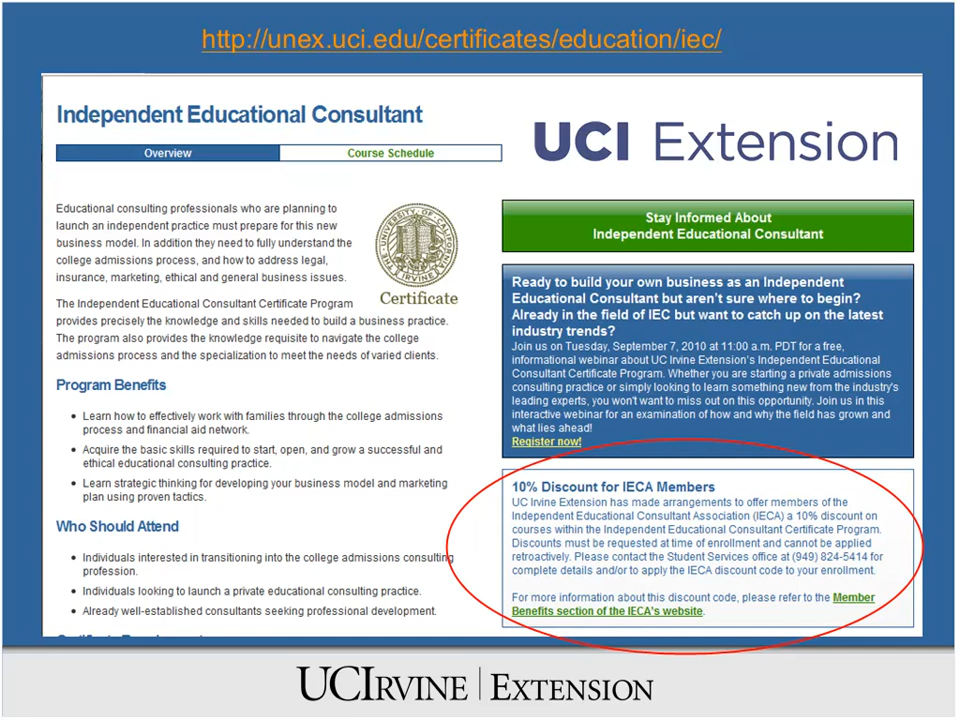 http://unex.uci.edu/certificates/education/iec/
Independent Educational Consultant
Overview
Course Schedule
UCI Extension
Educational consulting professionals who are planning to
launch an independent practice must prepare for this new
business model. In addition they need to fully understand the
college admissions process, and how to address legal,
insurance, marketing, ethical and general business issues.
THE UNIVERSITY OF CALIFORNIA IRVINE
Certificate
The Independent Educational Consultant Certificate Program
provides precisely the knowledge and skills needed to build a business practice.
The program also provides the knowledge requisite to navigate the college
admissions process and the specialization to meet the needs of varied clients.
Program Benefits
• Learn how to effectively work with families through the college admissions
process and financial aid network.
• Acquire the basic skills required to start, open, and grow a successful and
ethical educational consulting practice.
• Learn strategic thinking for developing your business model and marketing
plan using proven tactics.
Who Should Attend
• Individuals interested in transitioning into the college admissions consulting
profession.
• Individuals looking to launch a private educational consulting practice.
• Already well-established consultants seeking professional development.
Stay Informed About
Independent Educational Consultant
Ready to build your own business as an Independent
Educational Consultant but aren't sure where to begin?
Already in the field of IEC but want to catch up on the latest
industry trends?
Join us on Tuesday, September 7, 2010 at 11:00 a.m. PDT for a free,
informational webinar about UC Irvine Extension's Independent Educational
Consultant Certificate Program. Whether you are starting a private admissions
consulting practice or simply looking to learn something new from the industry's
leading experts, you won't want to miss out on this opportunity. Join us in this
interactive webinar for an examination of how and why the field has grown and
what lies ahead!
Register now!
10% Discount for IECA Members
UC Irvine Extension has made arrangements to offer members of the
Independent Educational Consultant Association (IECA) a 10% discount on
courses within the Independent Educational Consultant Certificate Program.
Discounts must be requested at time of enrollment and cannot be applied
retroactively. Please contact the Student Services office at (949) 824-5414 for
complete details and/or to apply the IECA discount code to your enrollment.
For more information about this discount code, please refer to the Member
Benefits section of the IECA's website.
UCIRVINE | EXTENSION